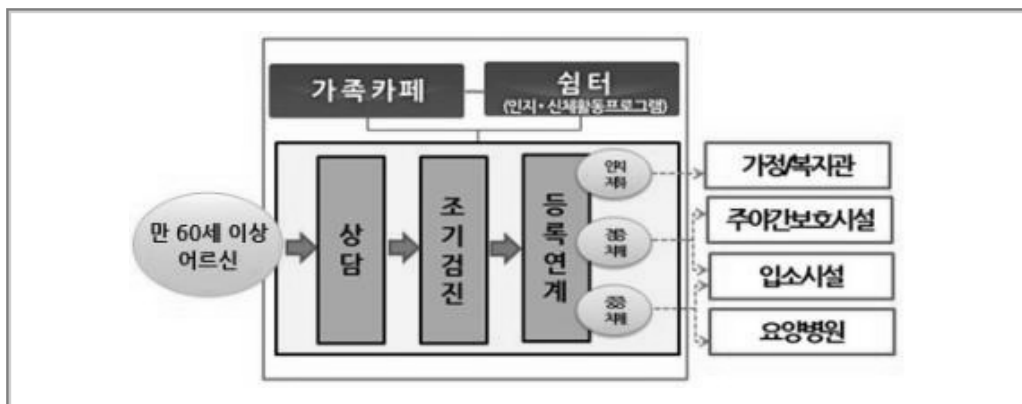 가족카페
쉼터
(인지·신체활동프로그램)
만 60세 이상
어르신
상담
조기검진
등록연계
인지
저하
경증
치매
중증
치매
가정/복지관
주야간보호시설
입소시설
요양병원